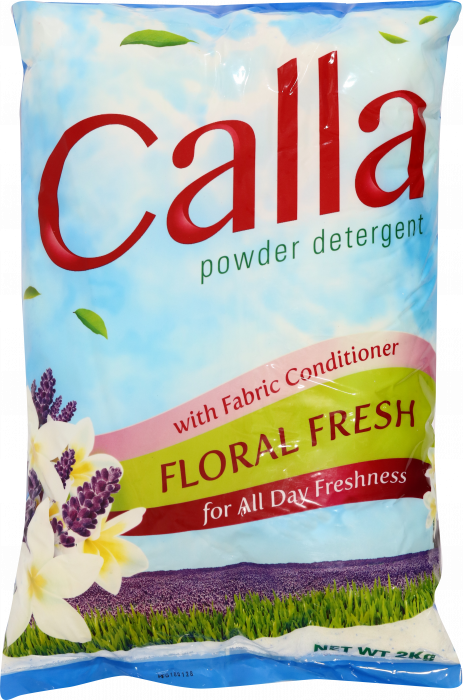 Calla
powder detergent
with Fabric Conditioner
FLORAL FRESH
for All Day Freshness
NET WT 2KG